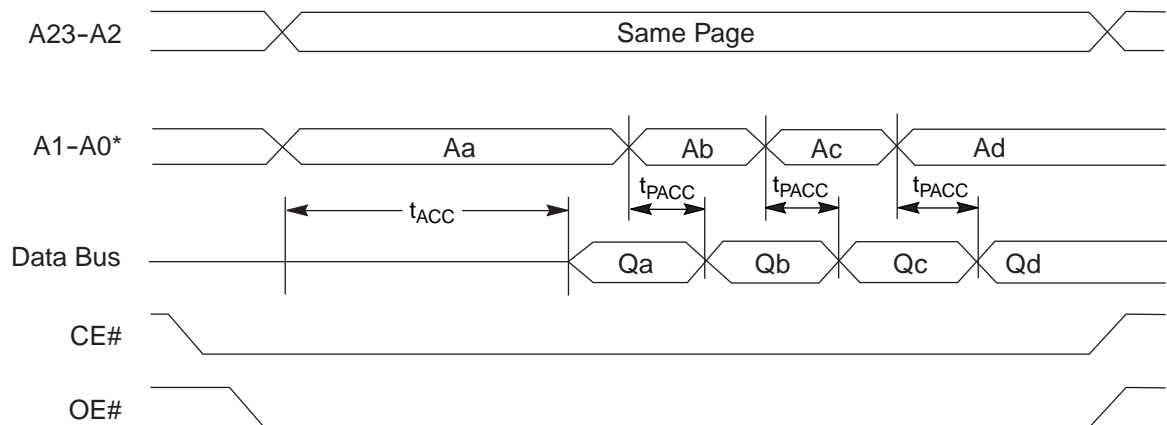 A23-A2 Same Page
A1-A0* Aa Ab Ac Ad
tACC tPACC tPACC tPACC
Data Bus Qa Qb Qc Qd
CE#
OE#